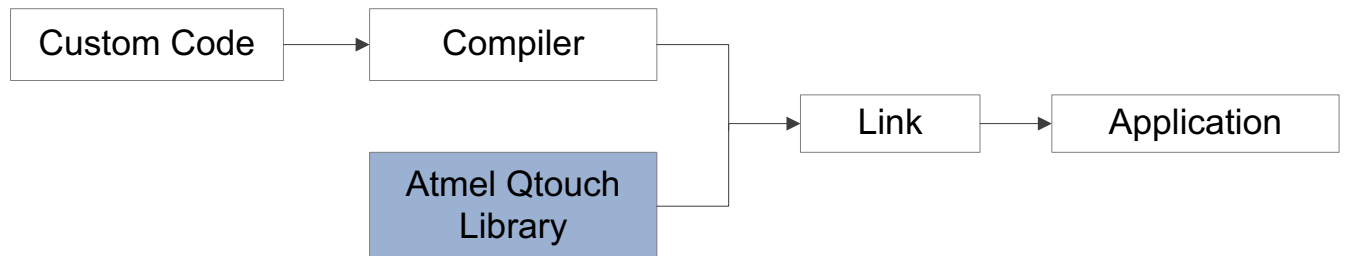 Custom Code
Compiler
Link
Application
Atmel Qtouch
Library